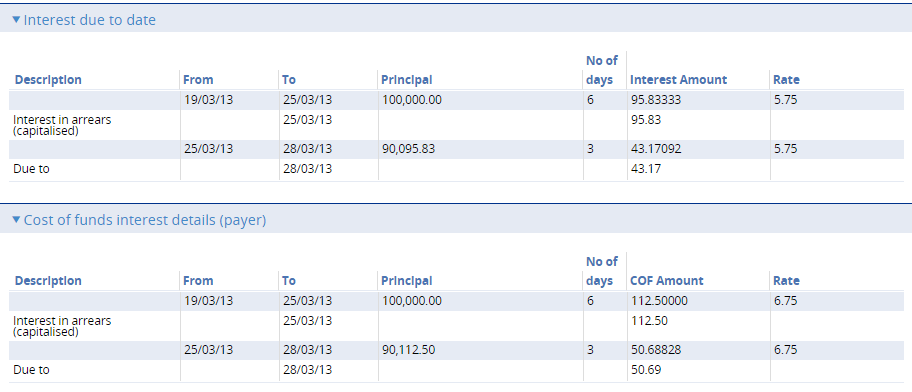 Interest due to date
No of
Description From To Principal days Interest Amount Rate
19/03/13 25/03/13 100,000.00 6 95.83333 5.75
Interest in arrears
(capitalised) 25/03/13 95.83
25/03/13 28/03/13 90,095.83 3 43.17092 5.75
Due to 28/03/13 43.17
Cost of funds interest details (payer)
No of
Description From To Principal days COF Amount Rate
19/03/13 25/03/13 100,000.00 6 112.50000 6.75
Interest in arrears
(capitalised) 25/03/13 112.50
25/03/13 28/03/13 90,112.50 3 50.68828 6.75
Due to 28/03/13 50.69